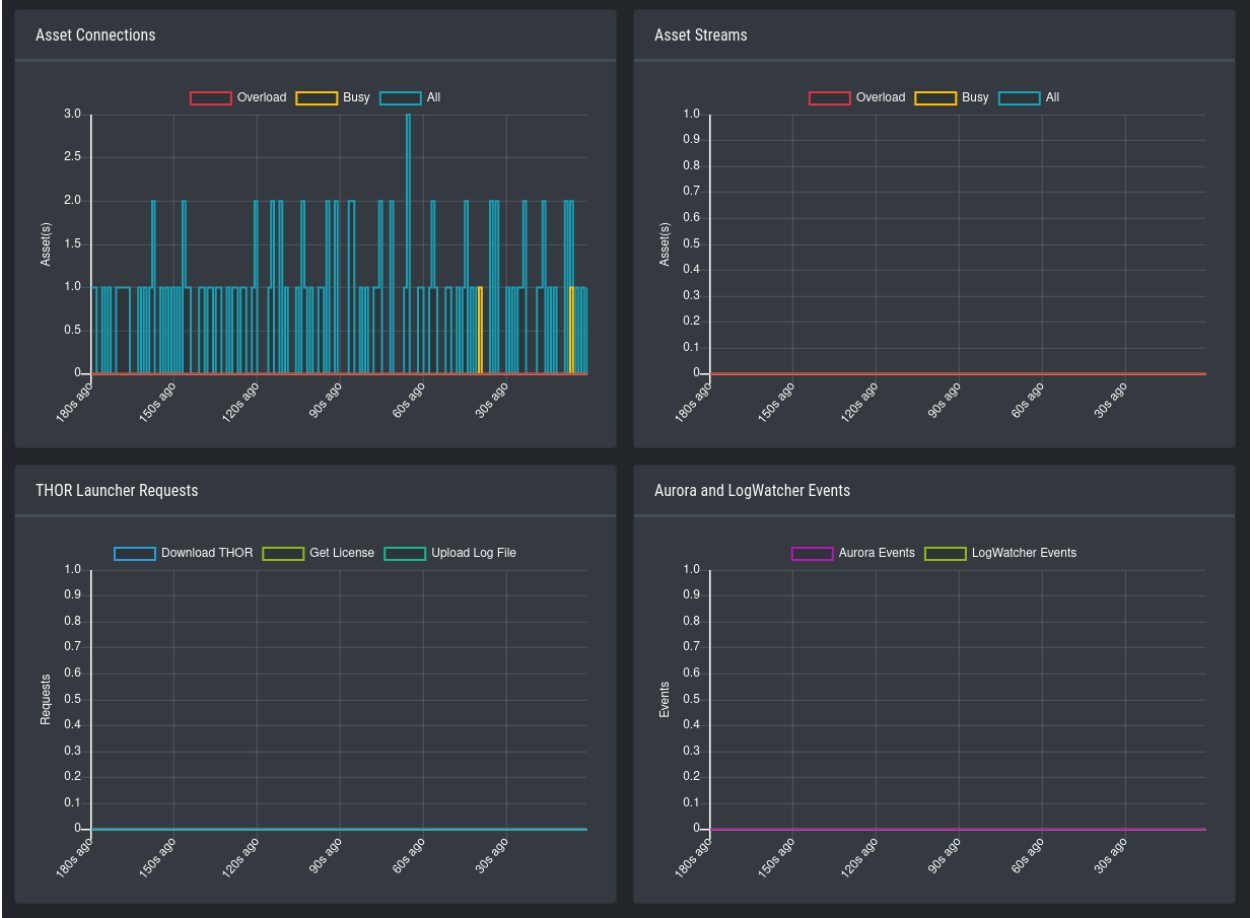 Asset Connections
Overload Busy All
3.0
2.5
2.0
1.5
1.0
0.5
0
Asset(s)
180s ago 150s ago 120s ago 90s ago 60s ago 30s ago
Asset Streams
Overload Busy All
1.0
0.9
0.8
0.7
0.6
0.5
0.4
0.3
0.2
0.1
0
Asset(s)
180s ago 150s ago 120s ago 90s ago 60s ago 30s ago
THOR Launcher Requests
Download THOR Get License Upload Log File
1.0
0.9
0.8
0.7
0.6
0.5
0.4
0.3
0.2
0.1
0
Requests
180s ago 150s ago 120s ago 90s ago 60s ago 30s ago
Aurora and LogWatcher Events
Aurora Events LogWatcher Events
1.0
0.9
0.8
0.7
0.6
0.5
0.4
0.3
0.2
0.1
0
Events
180s ago 150s ago 120s ago 90s ago 60s ago 30s ago